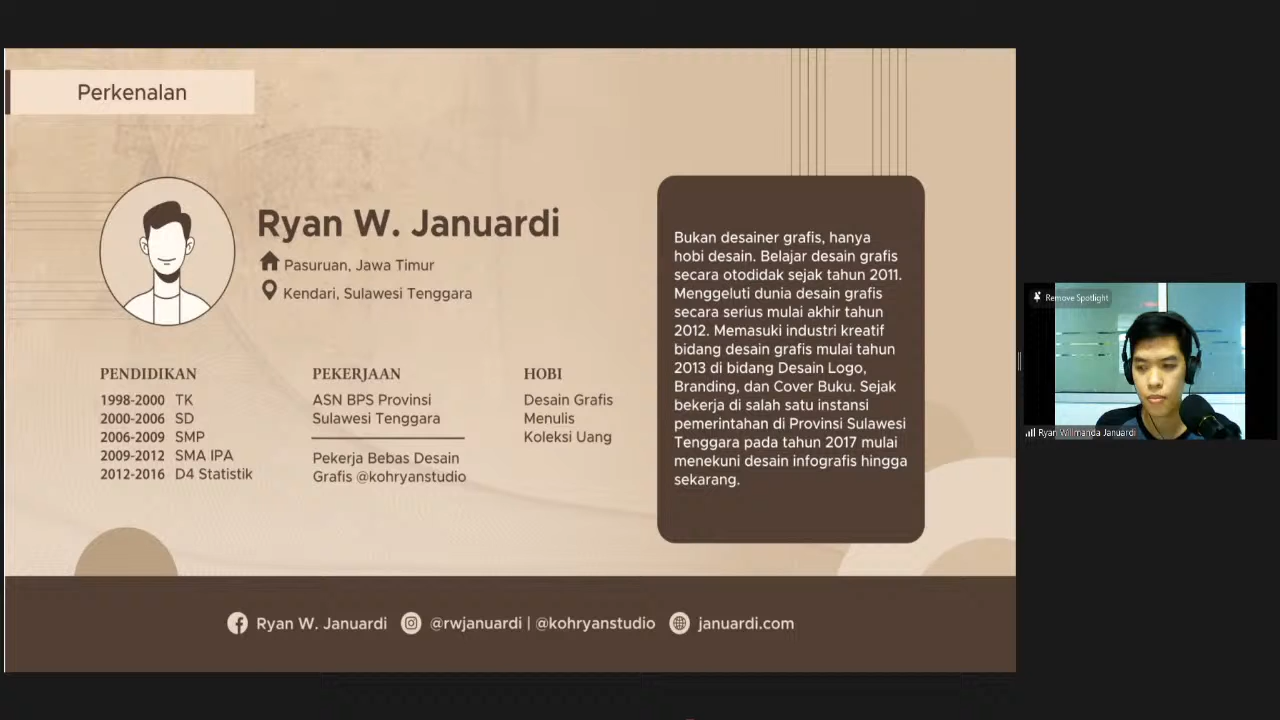 Perkenalan
Ryan W. Januardi
Pasuruan, Jawa Timur
Kendari, Sulawesi Tenggara
PENDIDIKAN
1998-2000 TK
2000-2006 SD
2006-2009 SMP
2009-2012 SMA IPA
2012-2016 D4 Statistik
PEKERJAAN
ASN BPS Provinsi
Sulawesi Tenggara
Pekerja Bebas Desain
Grafis @kohryanstudio
HOBI
Desain Grafis
Menulis
Koleksi Uang
Bukan desainer grafis, hanya
hobi desain. Belajar desain grafis
secara otodidak sejak tahun 2011.
Menggeluti dunia desain grafis
secara serius mulai akhir tahun
2012. Memasuki industri kreatif
bidang desain grafis mulai tahun
2013 di bidang Desain Logo,
Branding, dan Cover Buku. Sejak
bekerja di salah satu instansi
pemerintahan di Provinsi Sulawesi
Tenggara pada tahun 2017 mulai
menekuni desain infografis hingga
sekarang.
Ryan W. Januardi @rwjanuardi | @kohryanstudio januardi.com
Remove Spotlight
Ryan Willmanda Januardi